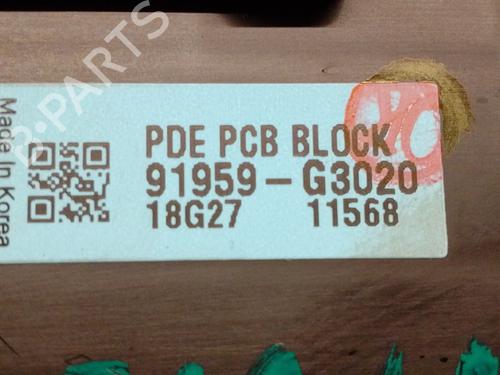 B-PARTS
Made In Korea
PDE PCB BLOCK
91959-G3020
18G27 11568